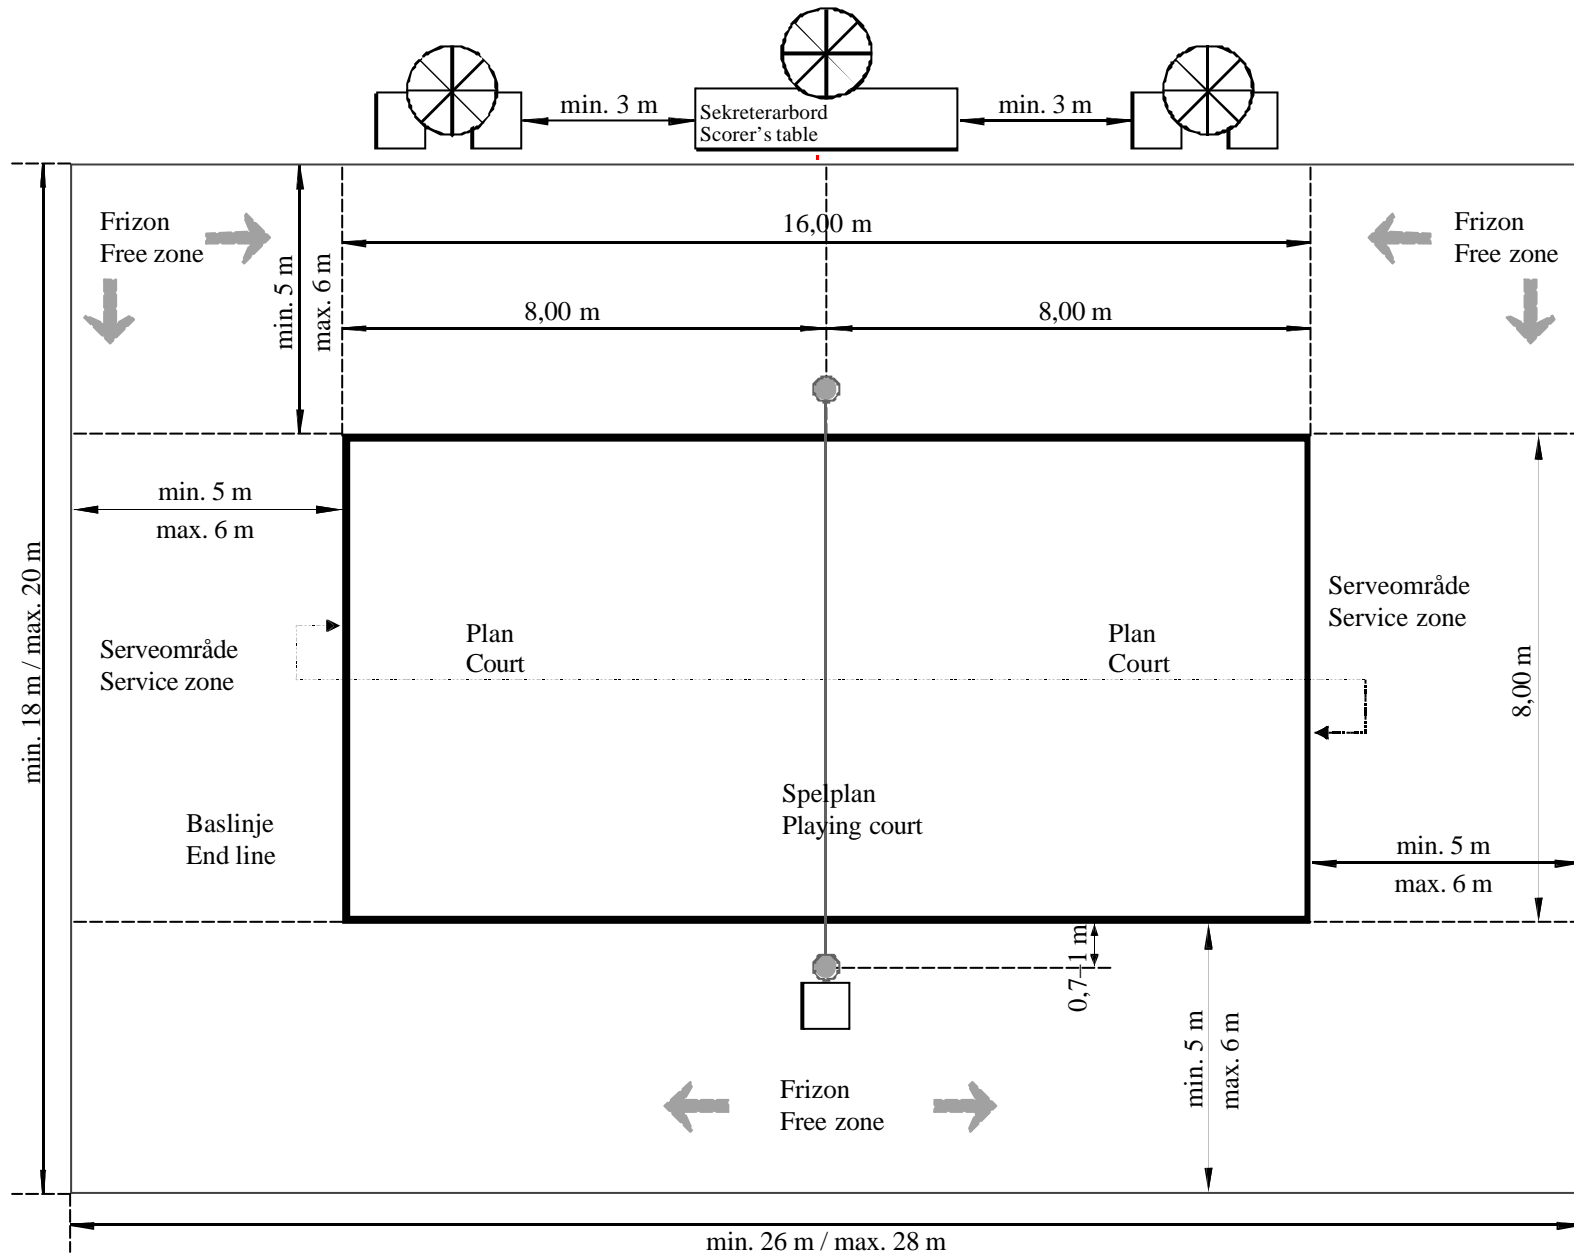 min. 3 m
Sekreterarbord
Scorer's table
min. 3 m
Frizon
Free zone
min. 5 m
max. 6 m
16,00 m
8,00 m
8,00 m
Frizon
Free zone
min. 5 m
max. 6 m
min. 18 m / max. 20 m
Serveområde
Service zone
Plan
Court
Plan
Court
Serveområde
Service zone
8,00 m
Baslinje
End line
Spelplan
Playing court
min. 5 m
max. 6 m
0,7–1 m
min. 5 m
max. 6 m
Frizon
Free zone
min. 26 m / max. 28 m